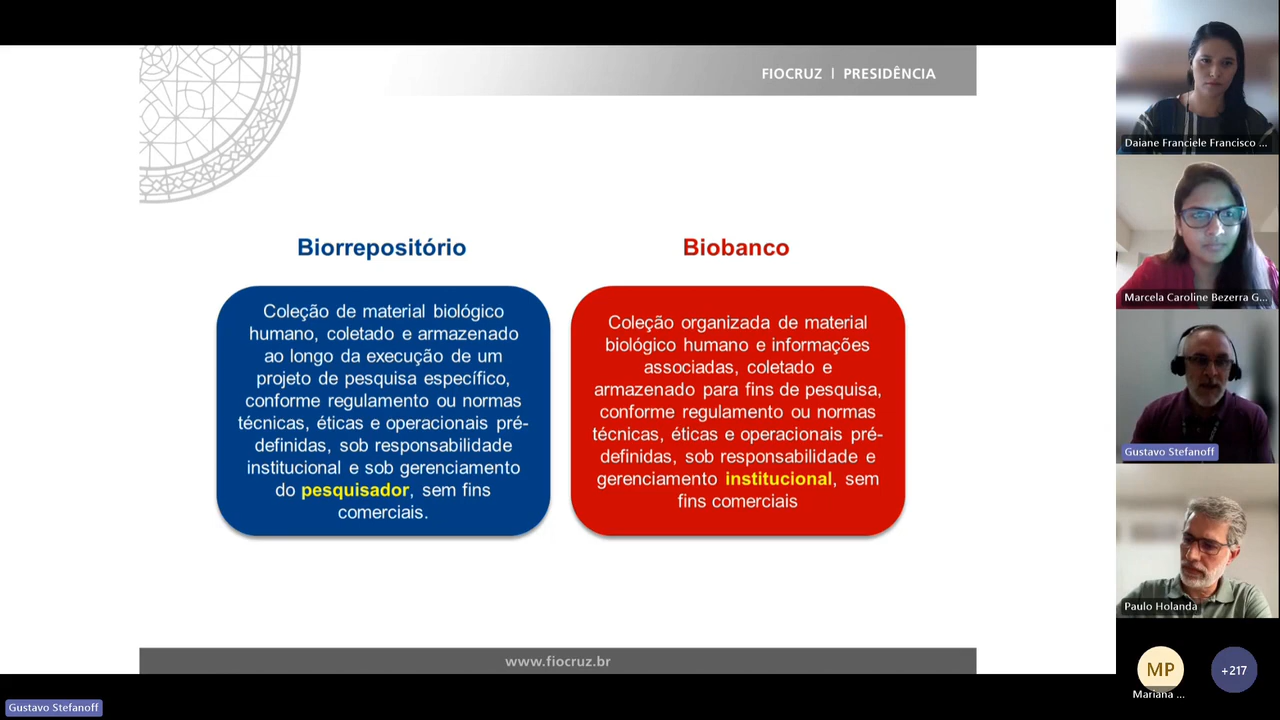 FIOCRUZ | PRESIDÊNCIA
Biorrepositório
Coleção de material biológico
humano, coletado e armazenado
ao longo da execução de um
projeto de pesquisa específico,
conforme regulamento ou normas
técnicas, éticas e operacionais pré-
definidas, sob responsabilidade
institucional e sob gerenciamento
do pesquisador, sem fins
comerciais.
Biobanco
Coleção organizada de material
biológico humano e informações
associadas, coletado e
armazenado para fins de pesquisa,
conforme regulamento ou normas
técnicas, éticas e operacionais pré-
definidas, sob responsabilidade e
gerenciamento institucional, sem
fins comerciais
www.fiocruz.br
Daiane Franciele Francisco ...
Marcela Caroline Bezerra G...
Gustavo Stefanoff
Paulo Holanda
MP
Mariana ...
+217
Gustavo Stefanoff